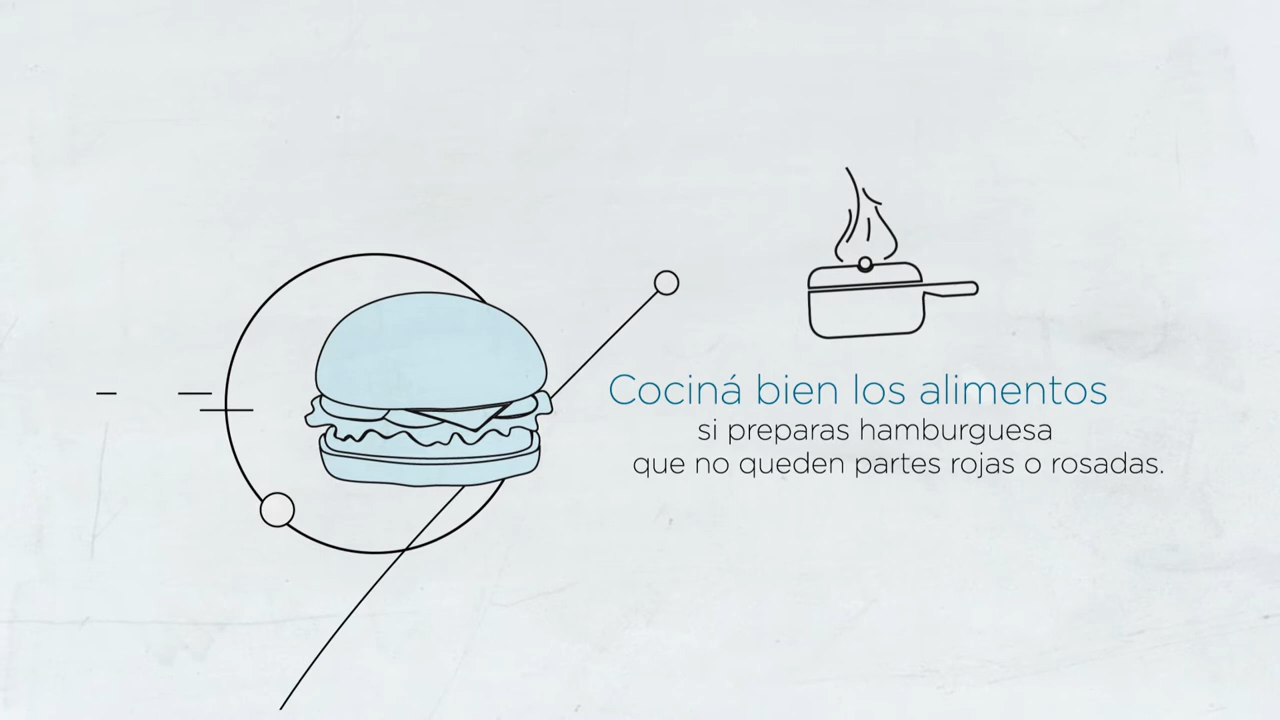 Cociná bien los alimentos
si preparas hamburguesa
que no queden partes rojas o rosadas.